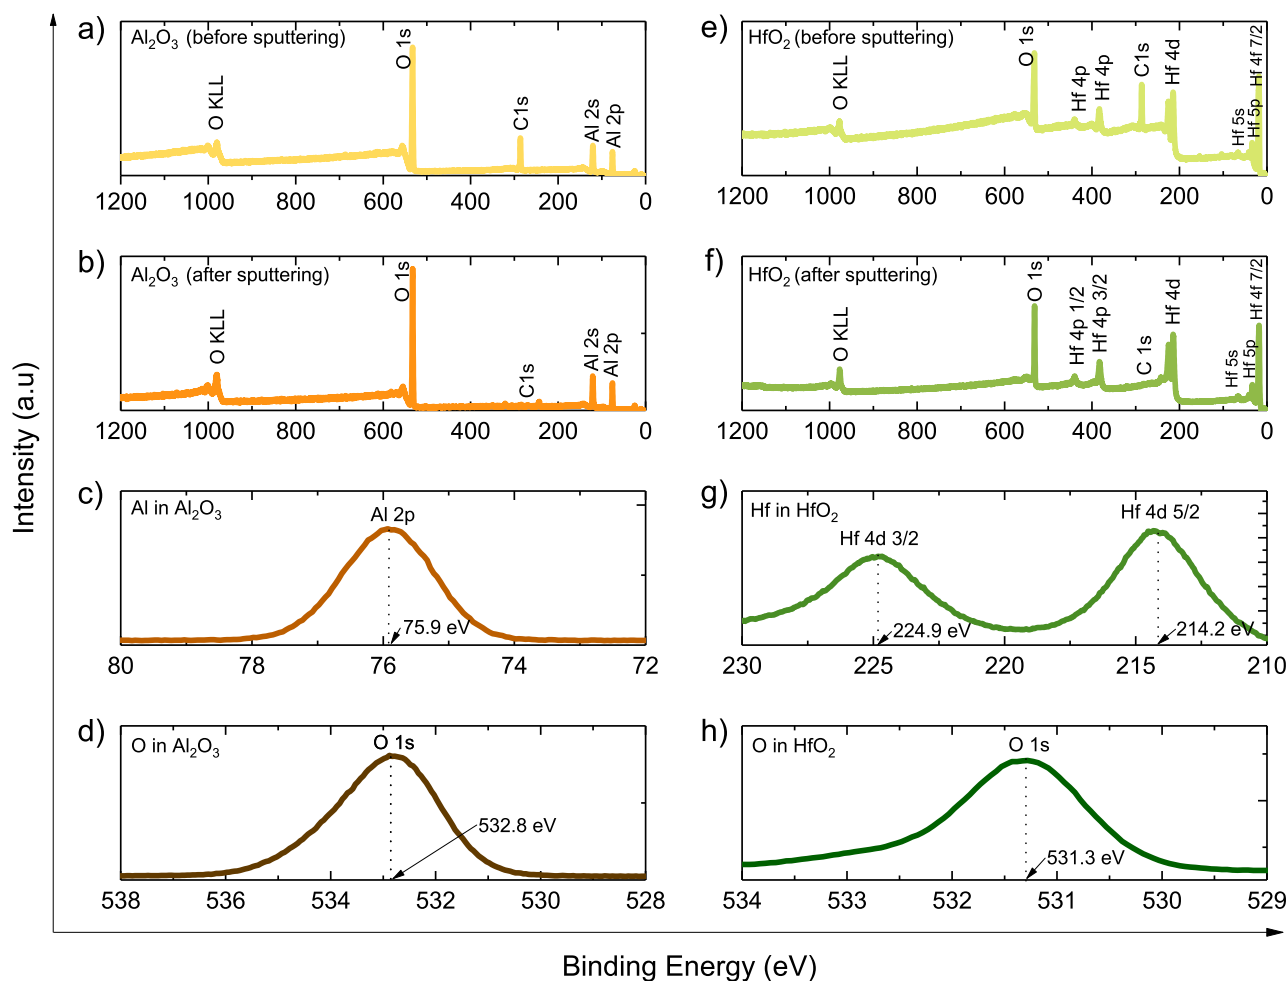 Intensity (a.u)
a)
Al₂O₃ (before sputtering)
O KLL
O 1s
C1s
Al 2s
Al 2p
1200 1000 800 600 400 200 0
b)
Al₂O₃ (after sputtering)
O KLL
O 1s
C1s
Al 2s
Al 2p
1200 1000 800 600 400 200 0
c)
Al in Al₂O₃
Al 2p
75.9 eV
80 78 76 74 72
d)
O in Al₂O₃
O 1s
532.8 eV
538 536 534 532 530 528
e)
HfO₂ (before sputtering)
O KLL
O 1s
Hf 4p
Hf 4p
C1s
Hf 4d
Hf 5s
Hf 5p
Hf 4f 7/2
1200 1000 800 600 400 200 0
f)
HfO₂ (after sputtering)
O KLL
O 1s
Hf 4p 1/2
Hf 4p 3/2
C 1s
Hf 4d
Hf 5s
Hf 5p
Hf 4f 7/2
1200 1000 800 600 400 200 0
g)
Hf in HfO₂
Hf 4d 3/2
Hf 4d 5/2
224.9 eV
214.2 eV
230 225 220 215 210
h)
O in HfO₂
O 1s
531.3 eV
534 533 532 531 530 529
Binding Energy (eV)